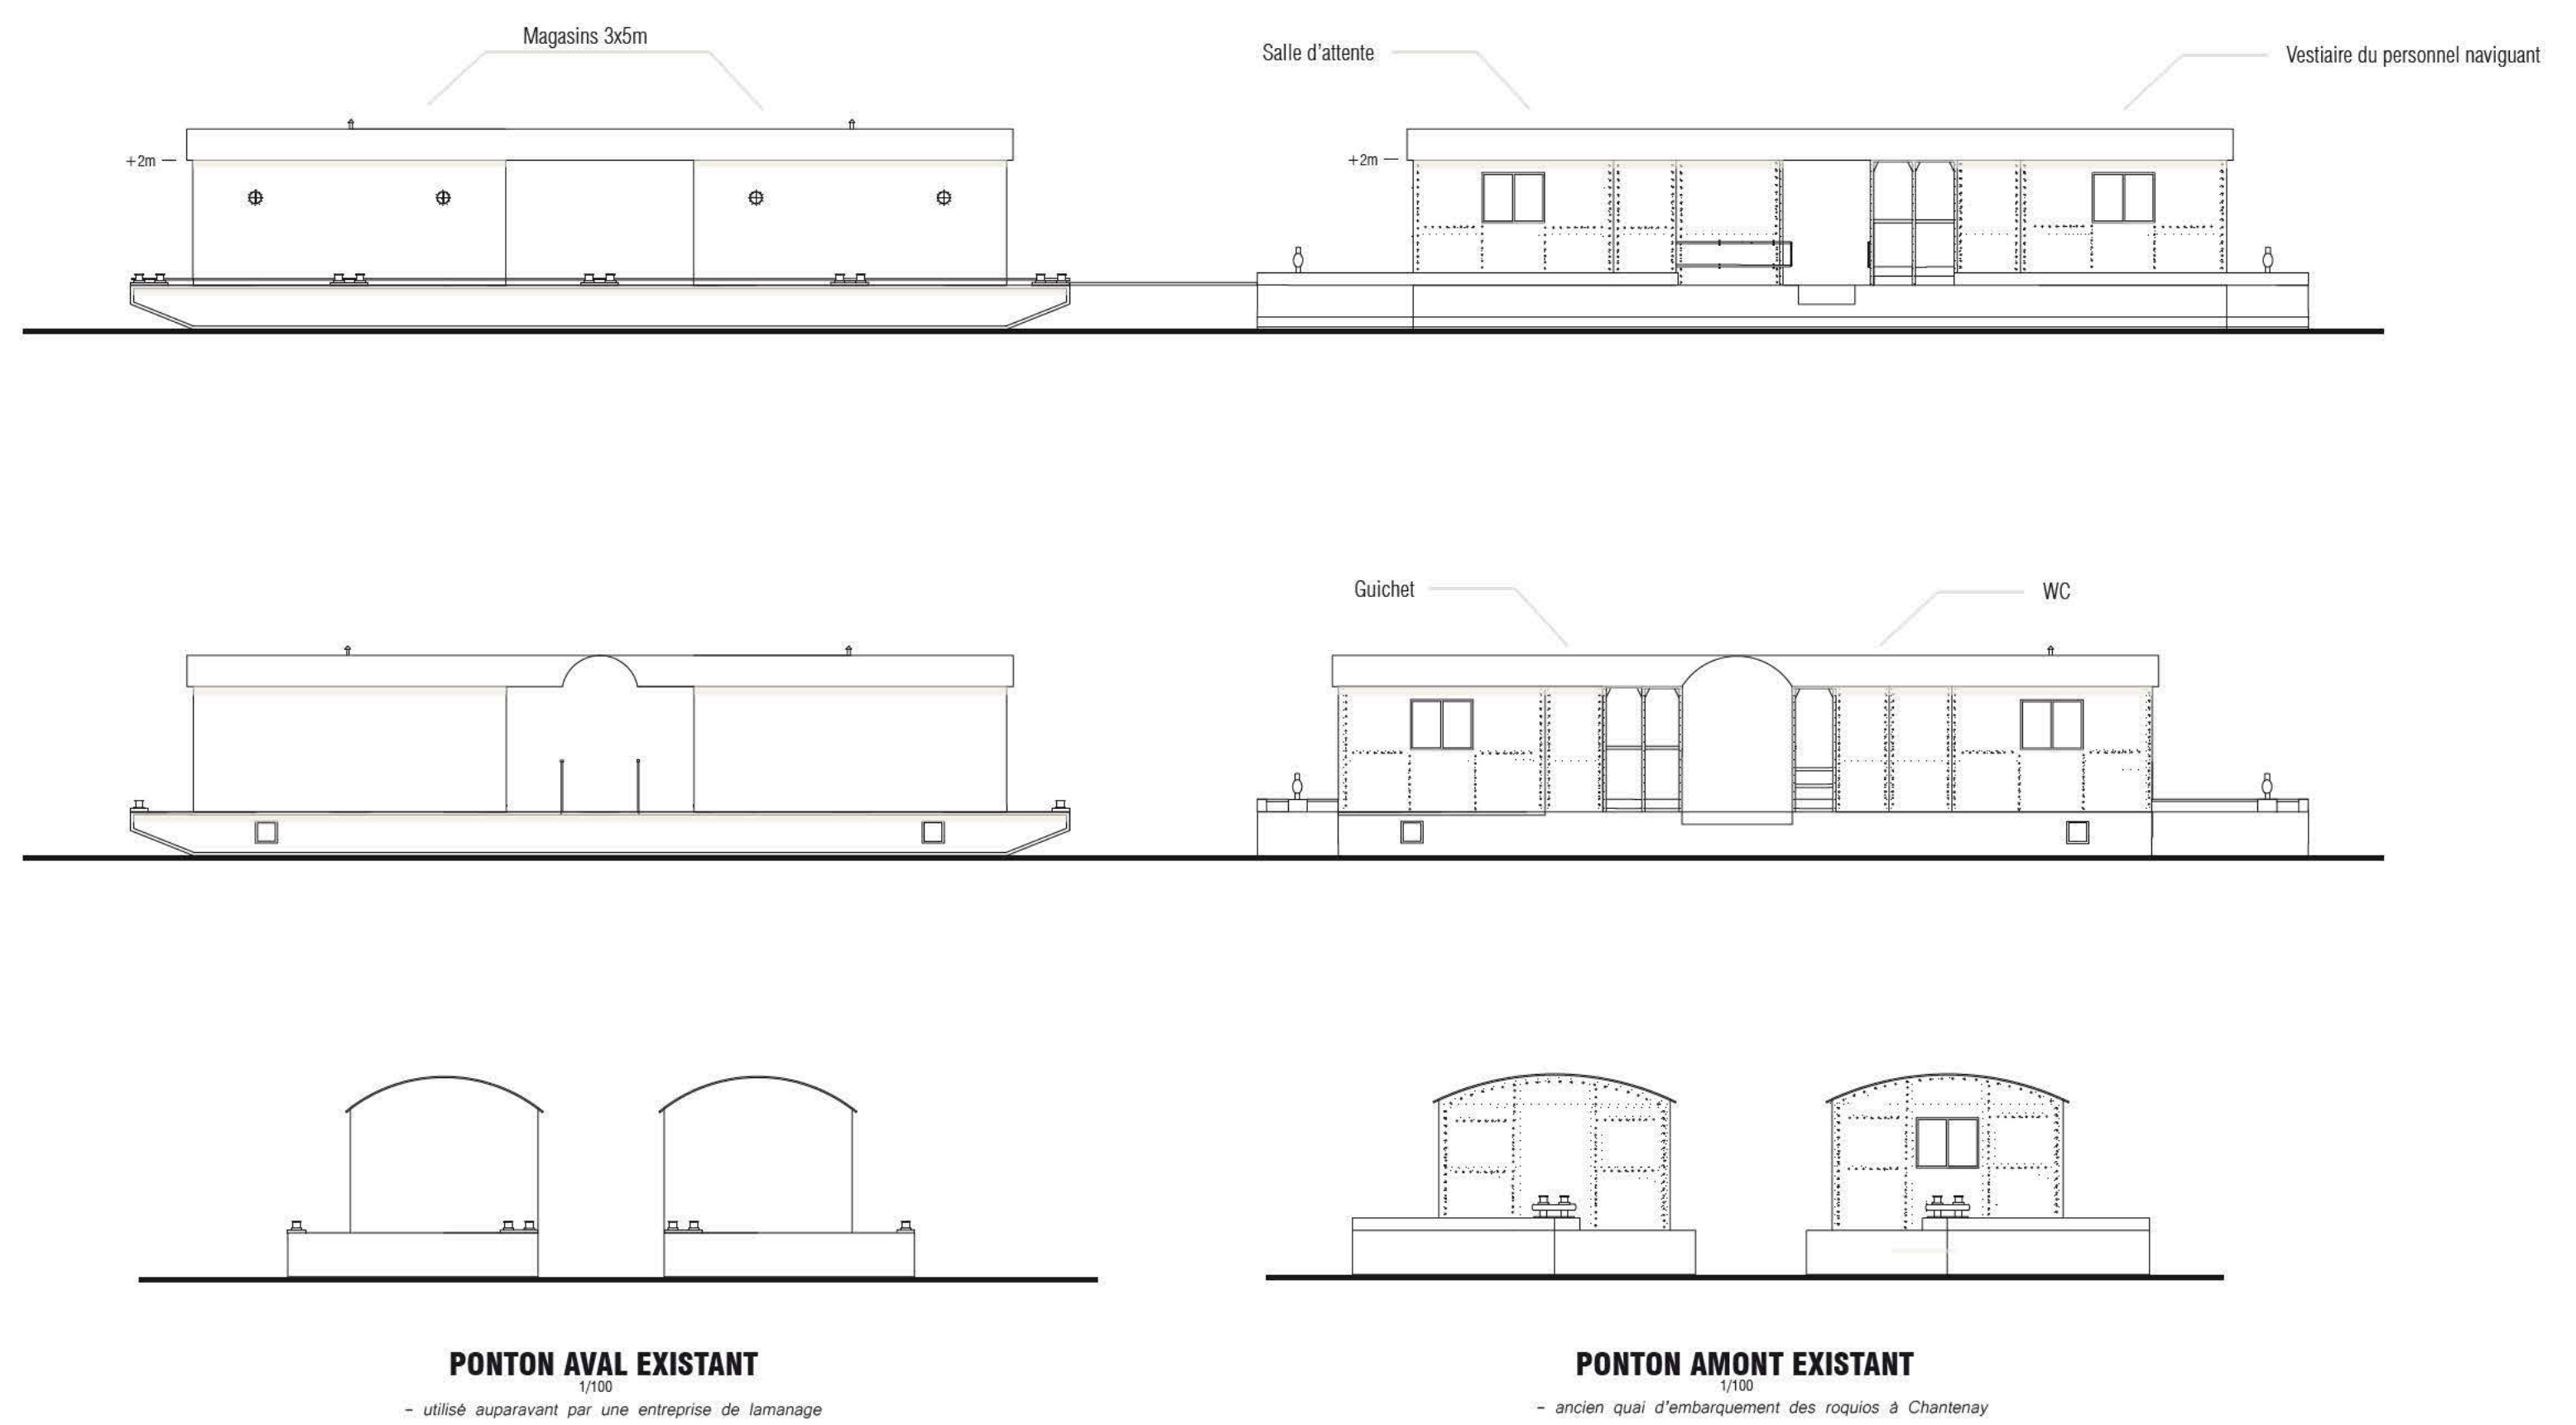 Magasins 3x5m
Salle d'attente
Vestiaire du personnel naviguant
+2m
+2m
Guichet
WC
PONTON AVAL EXISTANT
1/100
- utilisé auparavant par une entreprise de lamanage
PONTON AMONT EXISTANT
1/100
- ancien quai d'embarquement des roquios à Chantenay